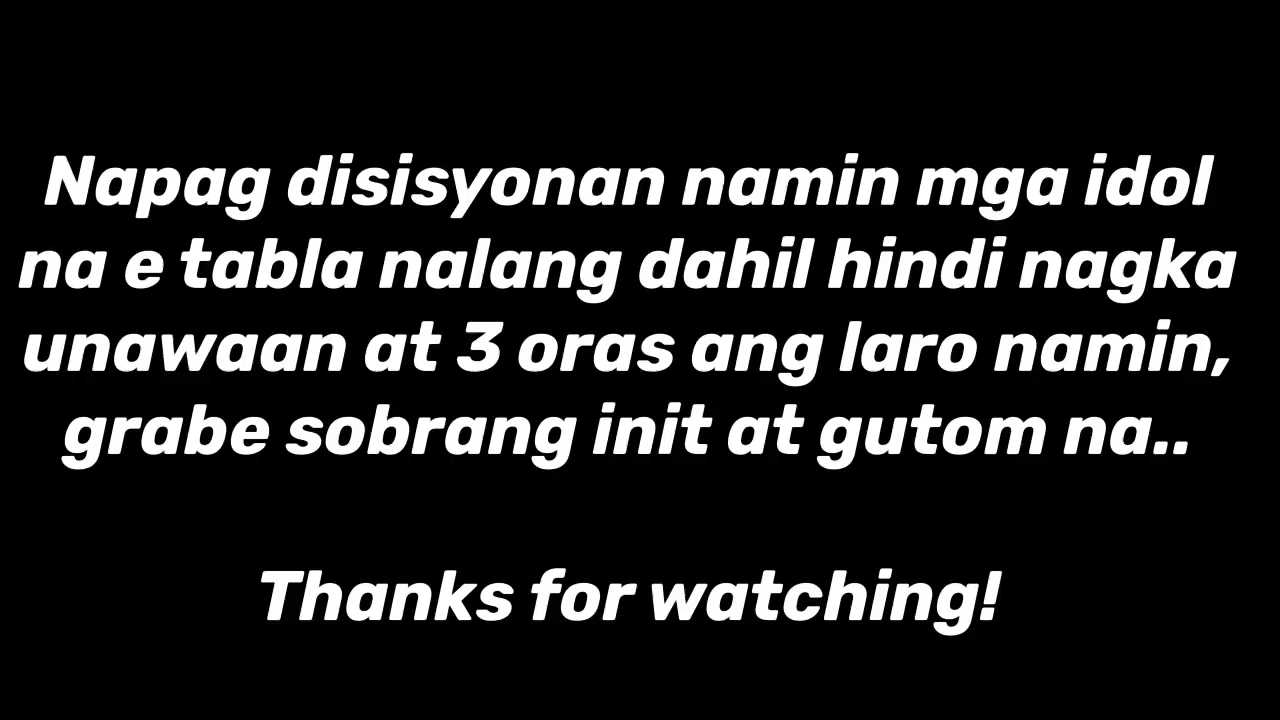 Napag disisyonan namin mga idol
na e tabla nalang dahil hindi nagka
unawaan at 3 oras ang laro namin,
grabe sobrang init at gutom na..
Thanks for watching!